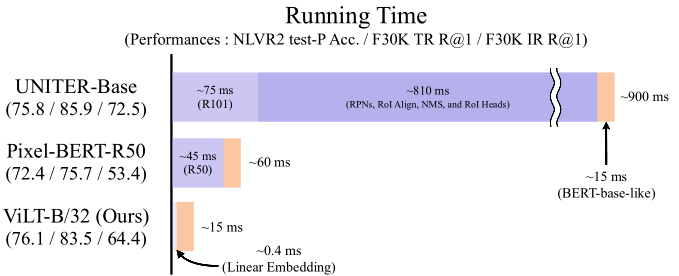 Running Time
(Performances : NLVR2 test-P Acc. / F30K TR R@1 / F30K IR R@1)
UNITER-Base
(75.8 / 85.9 / 72.5)
~75 ms
(R101)
~810 ms
(RPNs, RoI Align, NMS, and RoI Heads)
~900 ms
~15 ms
(BERT-base-like)
Pixel-BERT-R50
(72.4 / 75.7 / 53.4)
~45 ms
(R50)
~60 ms
ViLT-B/32 (Ours)
(76.1 / 83.5 / 64.4)
~15 ms
~0.4 ms
(Linear Embedding)